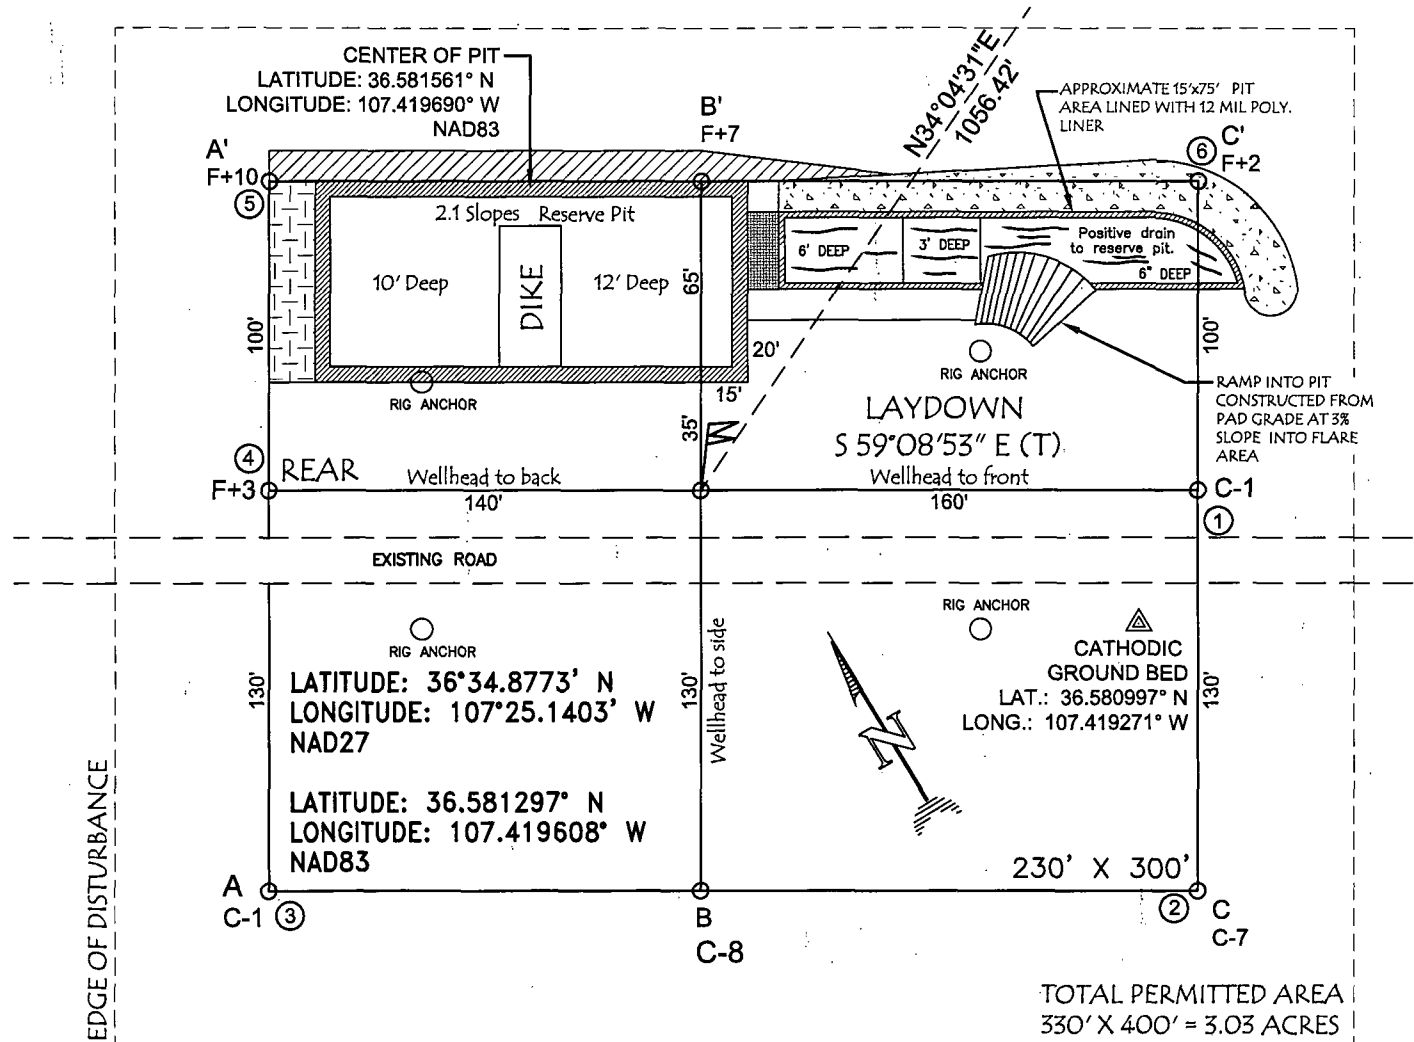 CENTER OF PIT
LATITUDE: 36.581561° N
LONGITUDE: 107.419690° W
NAD83
A'
F+10
5
B'
F+7
N34°04'31"E
1056.42'
APPROXIMATE 15'x75' PIT
AREA LINED WITH 12 MIL POLY.
LINER
6
C'
F+2
2.1 Slopes Reserve Pit
10' Deep
DIKE
12' Deep
65'
6' DEEP
3' DEEP
Positive drain
to reserve pit.
6" DEEP
100'
100'
20'
15'
35'
RIG ANCHOR
RIG ANCHOR
RAMP INTO PIT
CONSTRUCTED FROM
PAD GRADE AT 3%
SLOPE INTO FLARE
AREA
LAYDOWN
S 59°08'53" E (T)
4
F+3
REAR
Wellhead to back
140'
Wellhead to front
160'
C-1
1
EXISTING ROAD
RIG ANCHOR
RIG ANCHOR
130'
130'
Wellhead to side
130'
LATITUDE: 36°34.8773' N
LONGITUDE: 107°25.1403' W
NAD27
LATITUDE: 36.581297° N
LONGITUDE: 107.419608° W
NAD83
N
CATHODIC
GROUND BED
LAT.: 36.580997° N
LONG.: 107.419271° W
230' X 300'
A
C-1
3
B
C-8
2
C
C-7
EDGE OF DISTURBANCE
TOTAL PERMITTED AREA
330' X 400' = 3.03 ACRES